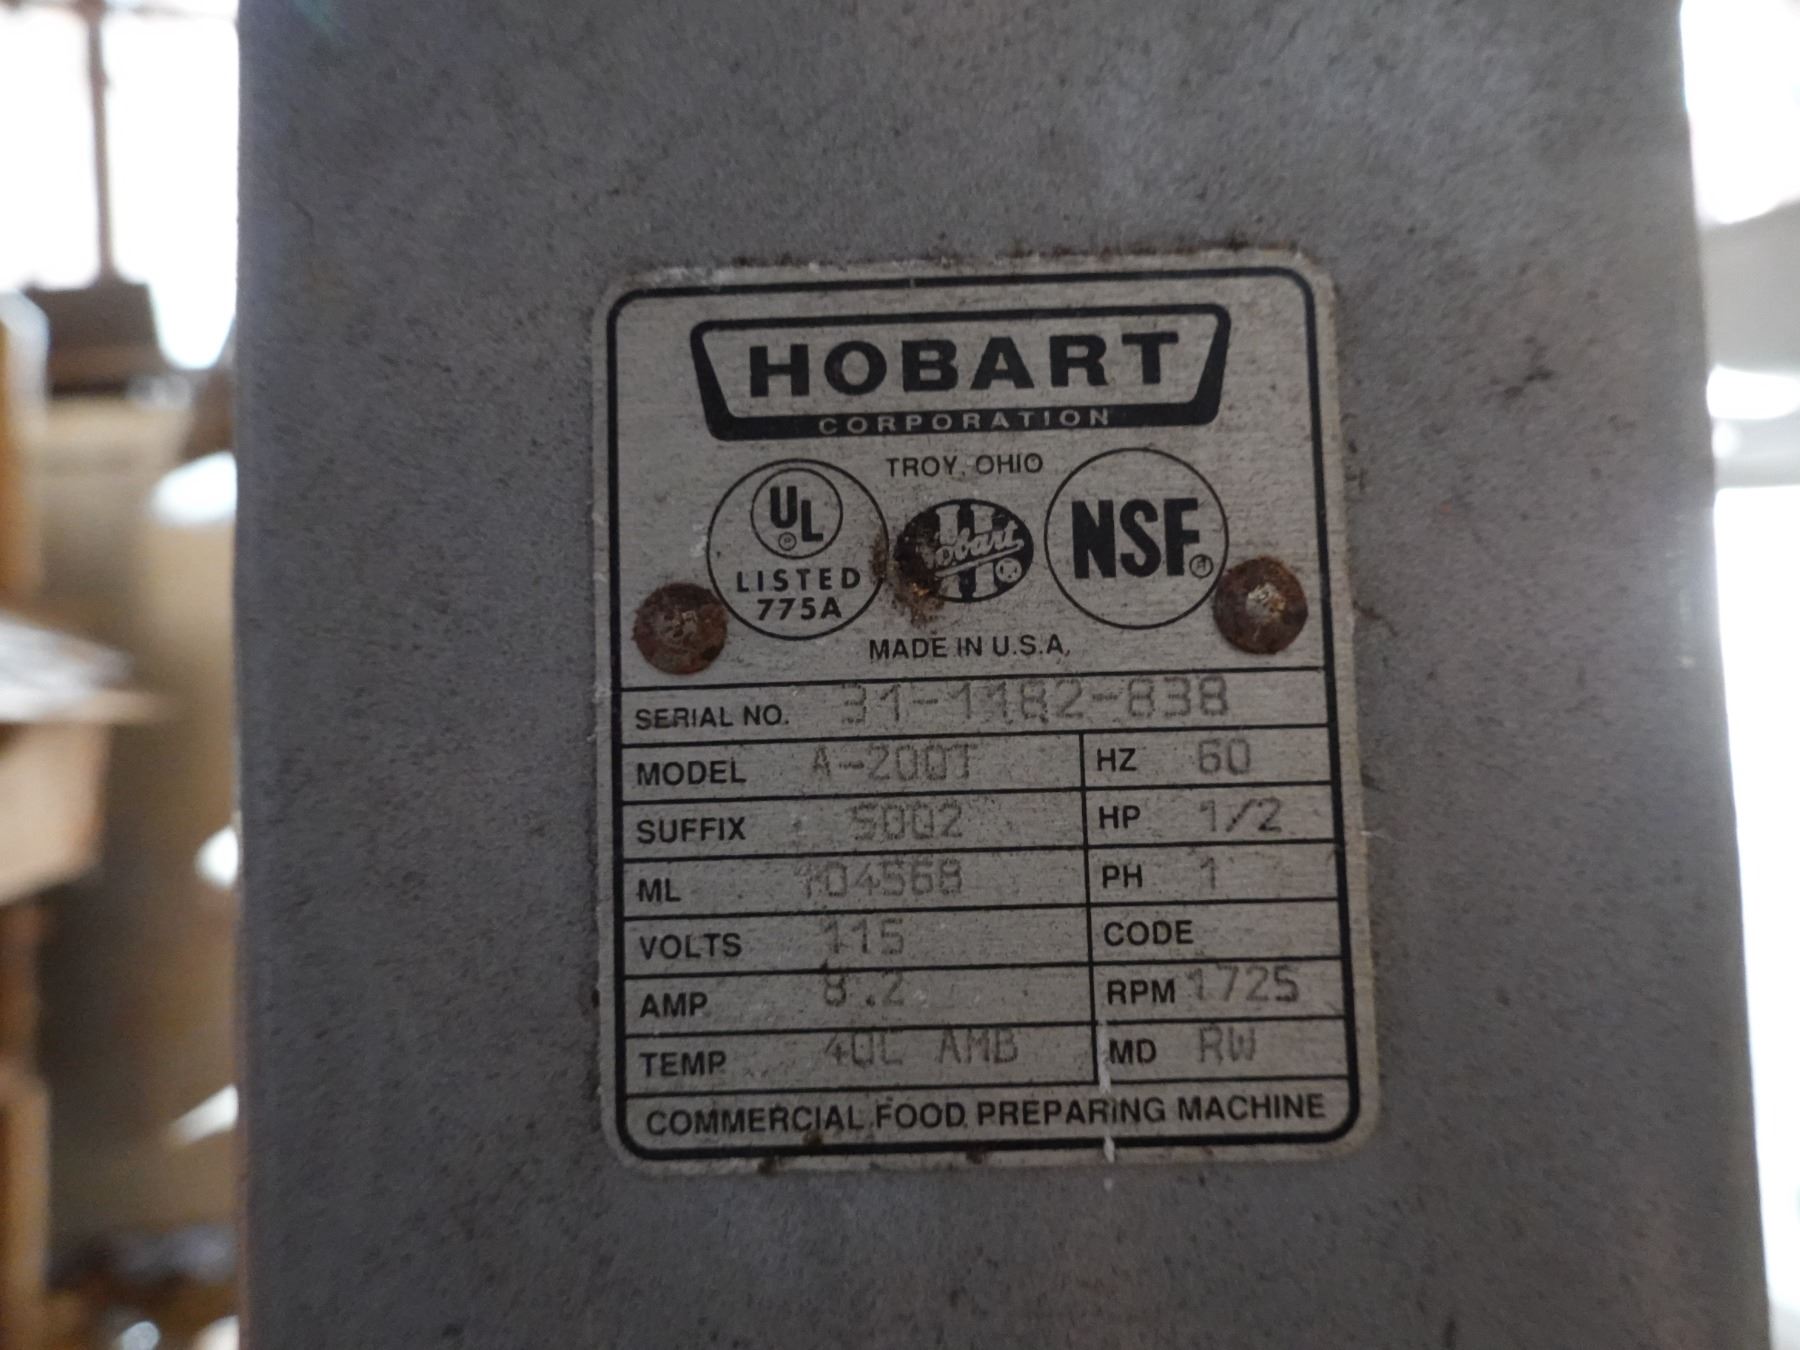 HOBART
CORPORATION
TROY, OHIO
UL
LISTED
775A
Hobart
NSF
MADE IN U.S.A.
SERIAL NO. 31-1182-838
MODEL A-200T HZ 60
SUFFIX S002 HP 1/2
ML 104568 PH 1
VOLTS 115 CODE
AMP 8.2 RPM 1725
TEMP 40C AMB MD RW
COMMERCIAL FOOD PREPARING MACHINE